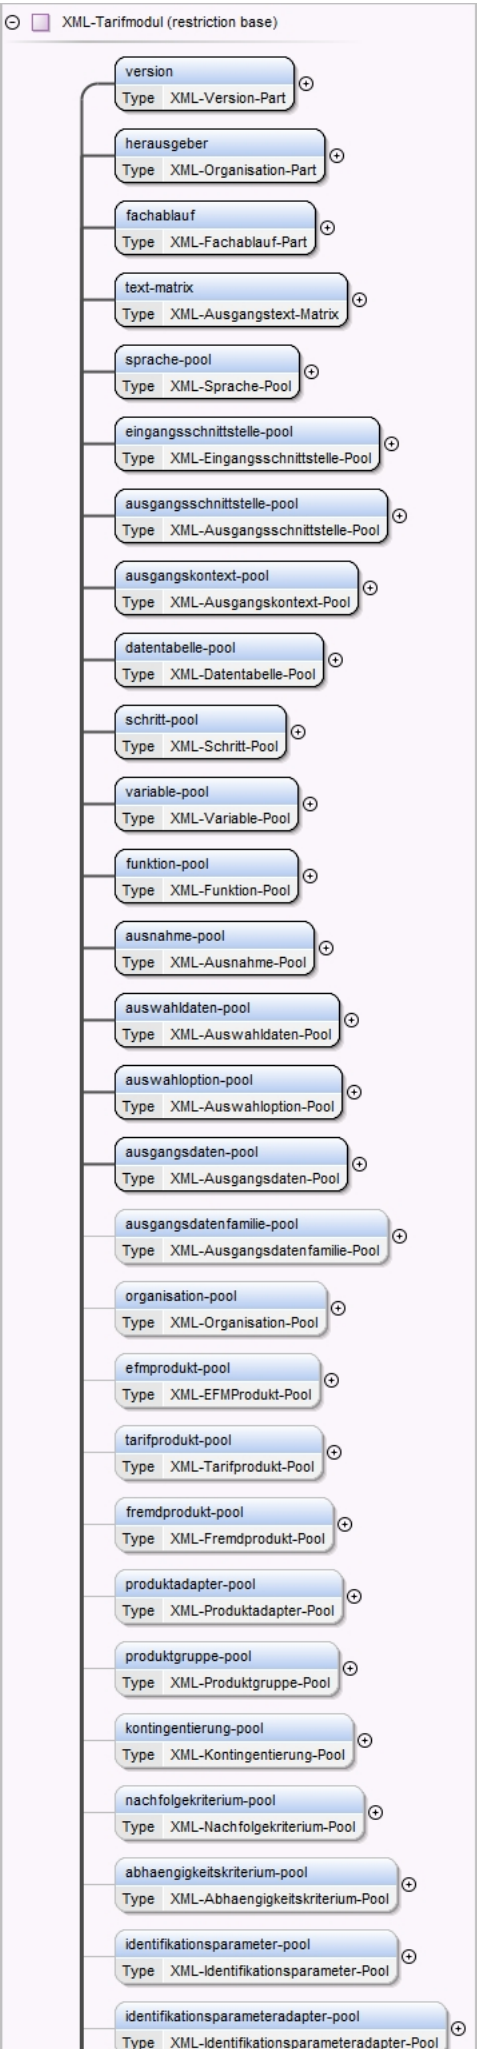 XML-Tarifmodul (restriction base)
version
Type XML-Version-Part
herausgeber
Type XML-Organisation-Part
fachablauf
Type XML-Fachablauf-Part
text-matrix
Type XML-Ausgangstext-Matrix
sprache-pool
Type XML-Sprache-Pool
eingangsschnittstelle-pool
Type XML-Eingangsschnittstelle-Pool
ausgangsschnittstelle-pool
Type XML-Ausgangsschnittstelle-Pool
ausgangskontext-pool
Type XML-Ausgangskontext-Pool
datentabelle-pool
Type XML-Datentabelle-Pool
schritt-pool
Type XML-Schritt-Pool
variable-pool
Type XML-Variable-Pool
funktion-pool
Type XML-Funktion-Pool
ausnahme-pool
Type XML-Ausnahme-Pool
auswahldaten-pool
Type XML-Auswahldaten-Pool
auswahloption-pool
Type XML-Auswahloption-Pool
ausgangsdaten-pool
Type XML-Ausgangsdaten-Pool
ausgangsdatenfamilie-pool
Type XML-Ausgangsdatenfamilie-Pool
organisation-pool
Type XML-Organisation-Pool
efmprodukt-pool
Type XML-EFMProdukt-Pool
tarifprodukt-pool
Type XML-Tarifprodukt-Pool
fremdprodukt-pool
Type XML-Fremdprodukt-Pool
produktadapter-pool
Type XML-Produktadapter-Pool
produktgruppe-pool
Type XML-Produktgruppe-Pool
kontingentierung-pool
Type XML-Kontingentierung-Pool
nachfolgekriterium-pool
Type XML-Nachfolgekriterium-Pool
abhaengigkeitskriterium-pool
Type XML-Abhaengigkeitskriterium-Pool
identifikationsparameter-pool
Type XML-Identifikationsparameter-Pool
identifikationsparameteradapter-pool
Type XML-Identifikationsparameteradapter-Pool